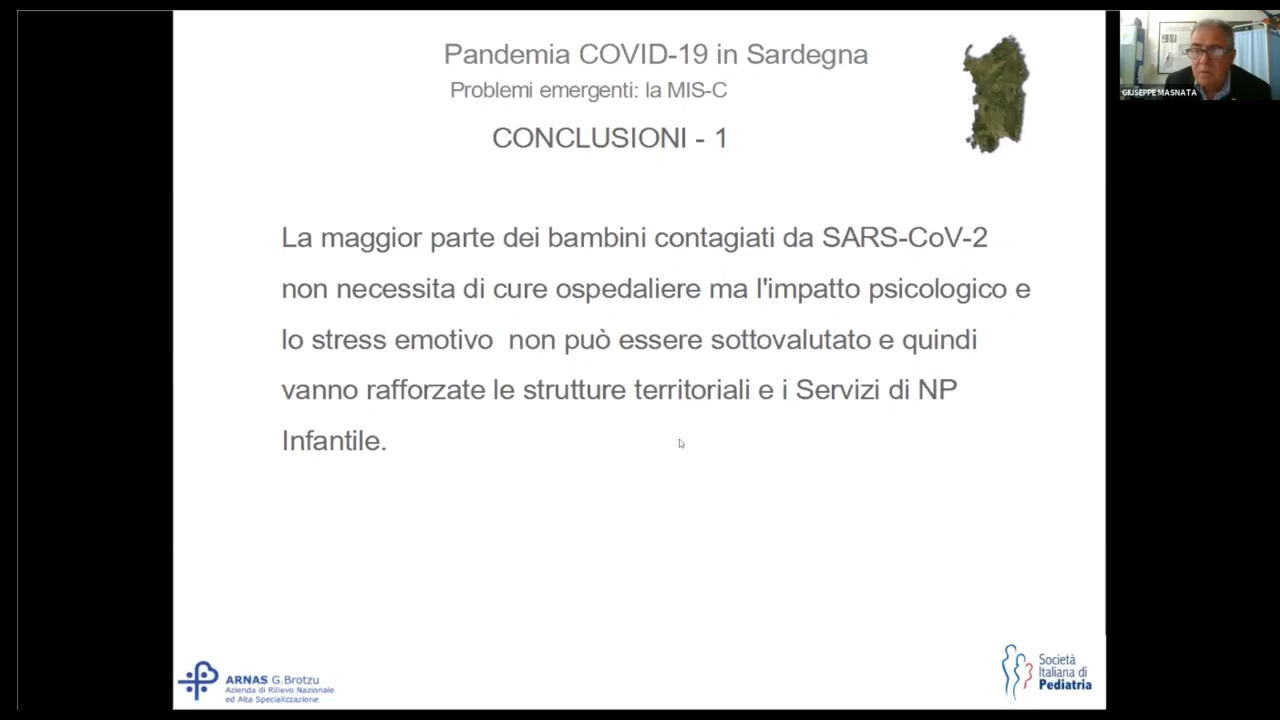 Pandemia COVID-19 in Sardegna
Problemi emergenti: la MIS-C
CONCLUSIONI - 1
GIUSEPPE MASNATA
La maggior parte dei bambini contagiati da SARS-CoV-2
non necessita di cure ospedaliere ma l'impatto psicologico e
lo stress emotivo  non può essere sottovalutato e quindi
vanno rafforzate le strutture territoriali e i Servizi di NP
Infantile.
ARNAS G.Brotzu
Azienda di Rilievo Nazionale
ed Alta Specializzazione
Società
Italiana di
Pediatria